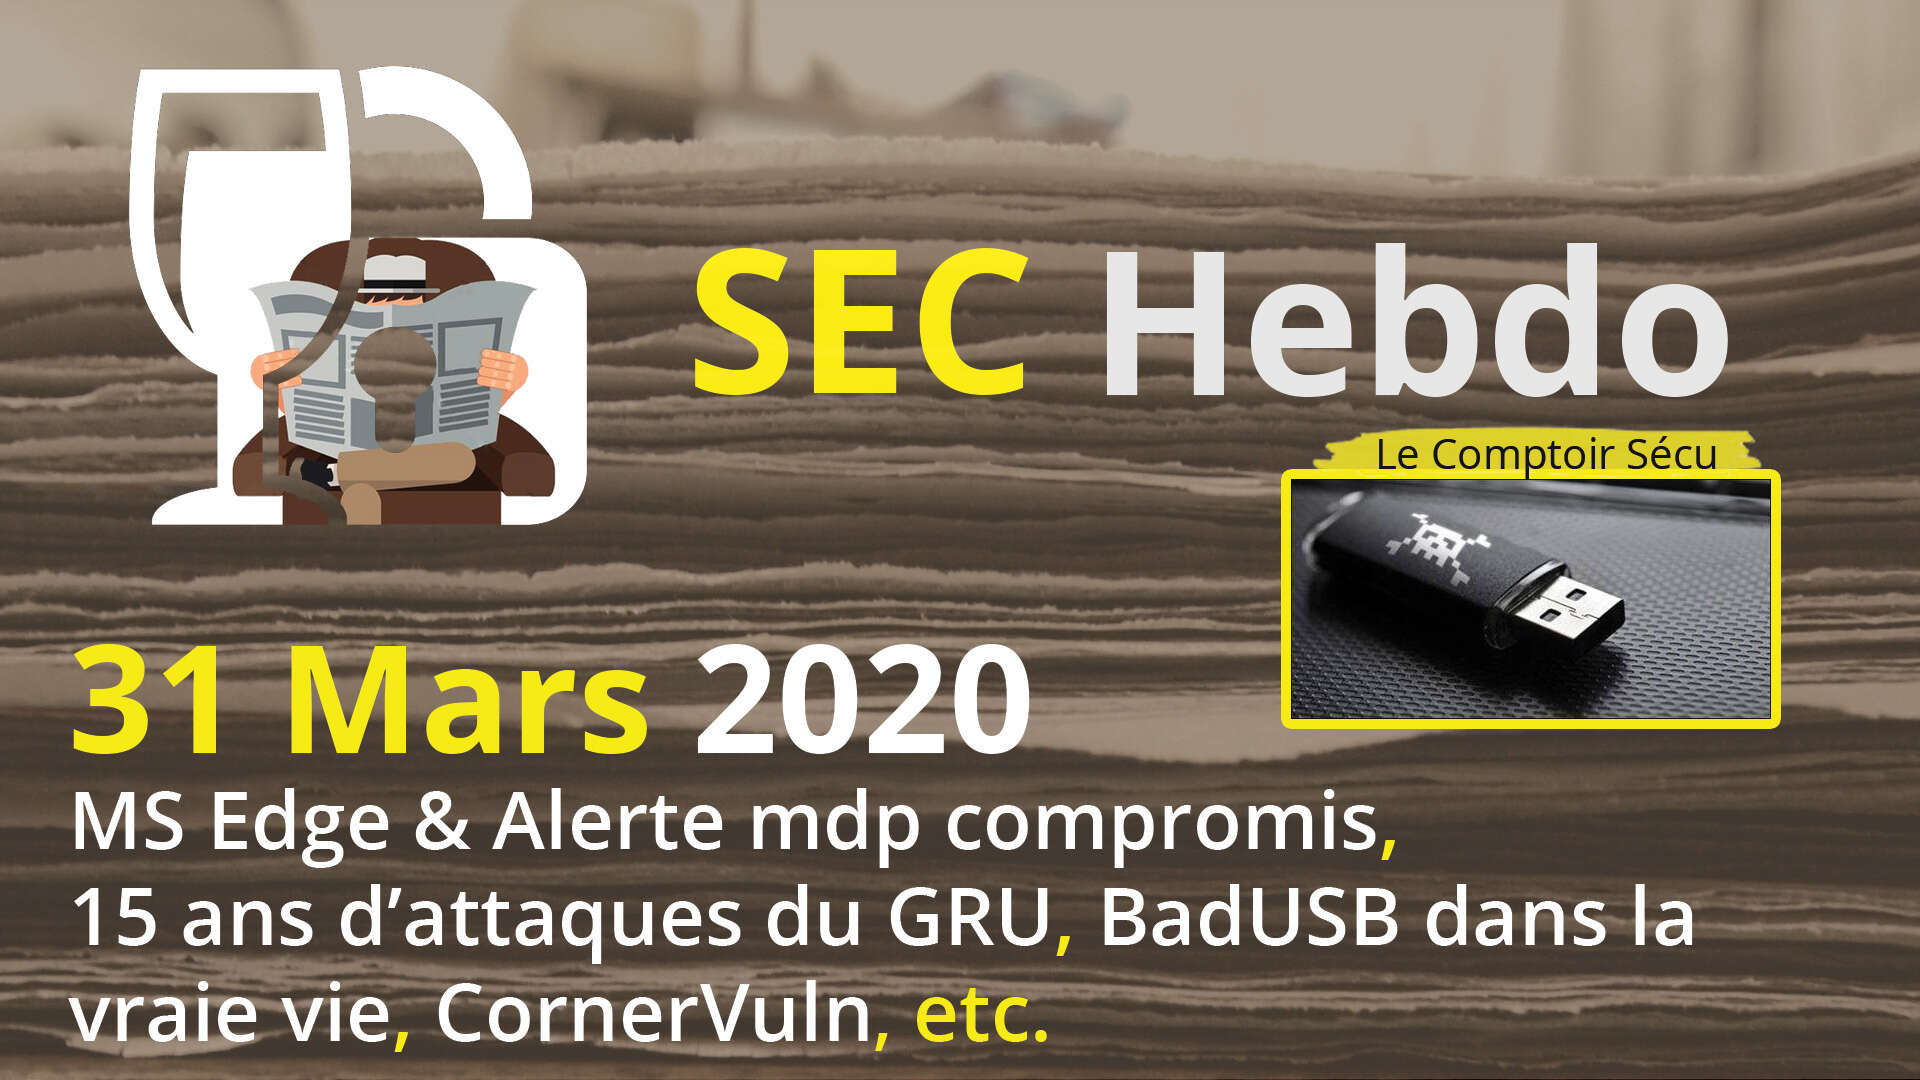 SEC Hebdo
Le Comptoir Sécu
31 Mars 2020
MS Edge & Alerte mdp compromis,
15 ans d’attaques du GRU, BadUSB dans la
vraie vie, CornerVuln, etc.